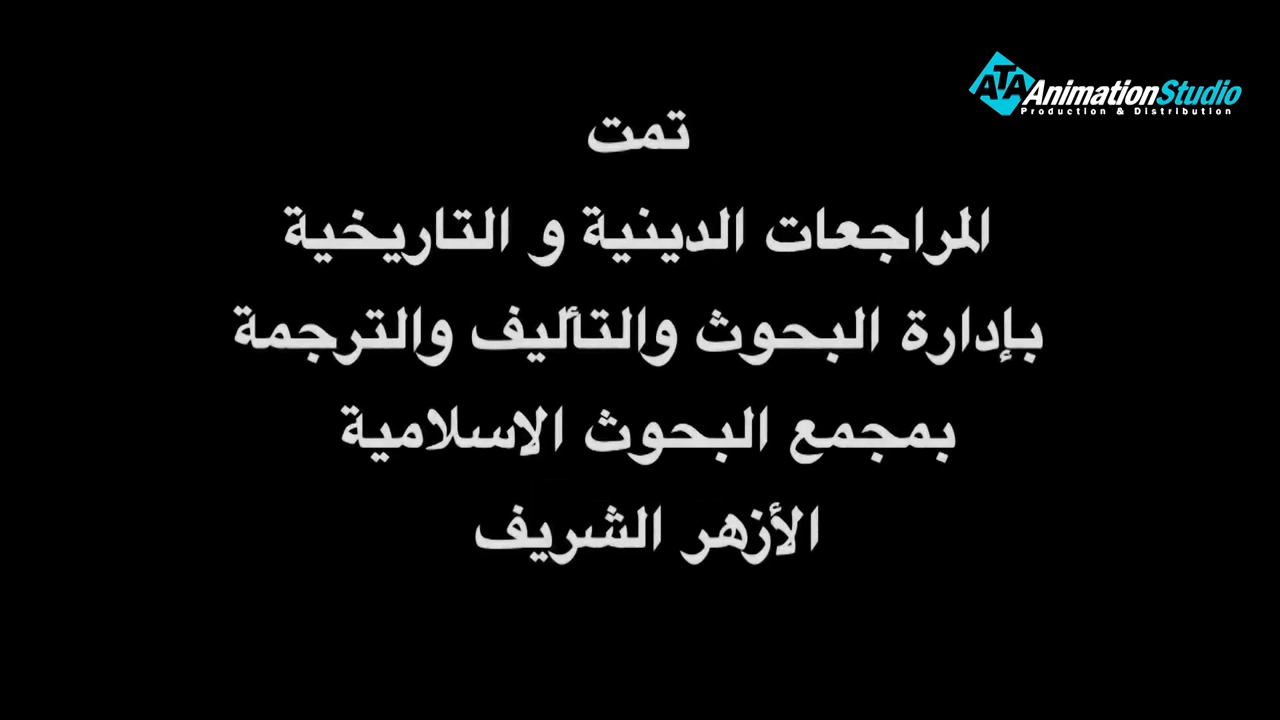 ATA AnimationStudio
Production & Distribution
تمت
المراجعات الدينية و التاريخية
بإدارة البحوث والتأليف والترجمة
بمجمع البحوث الاسلامية
الأزهر الشريف